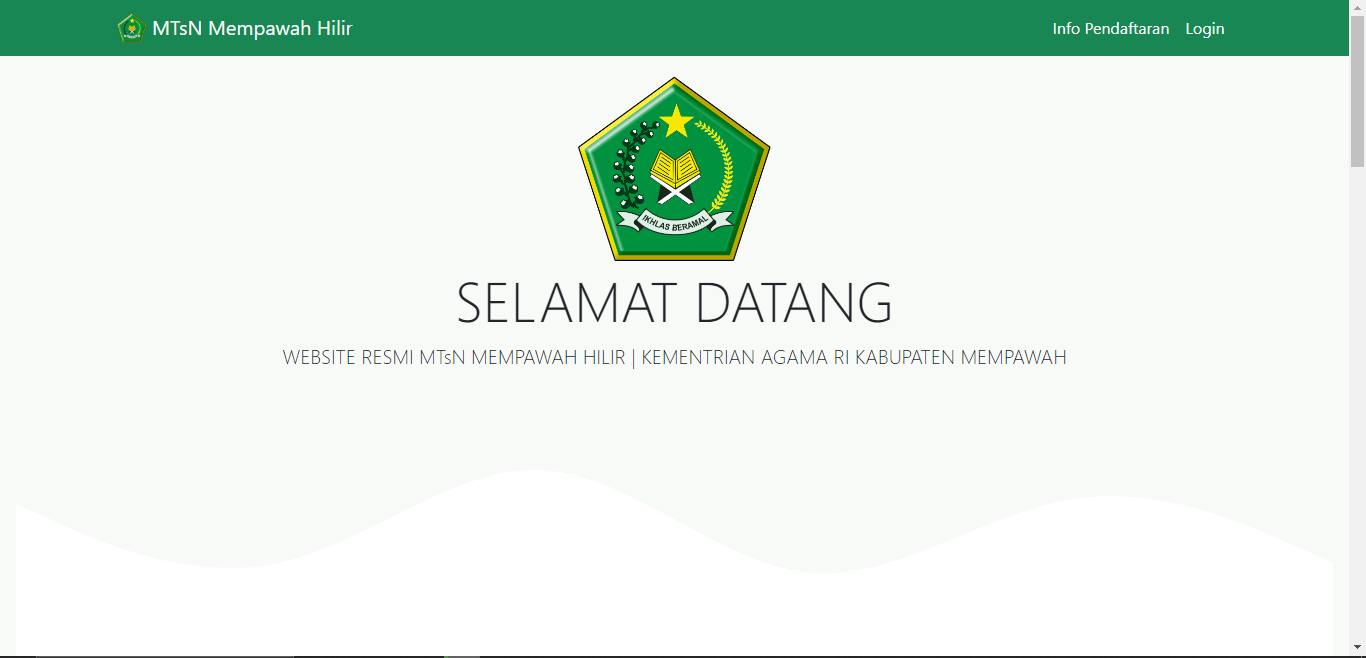 MTsN Mempawah Hilir
Info Pendaftaran
Login
IKHLAS BERAMAL
SELAMAT DATANG
WEBSITE RESMI MTsN MEMPAWAH HILIR | KEMENTRIAN AGAMA RI KABUPATEN MEMPAWAH